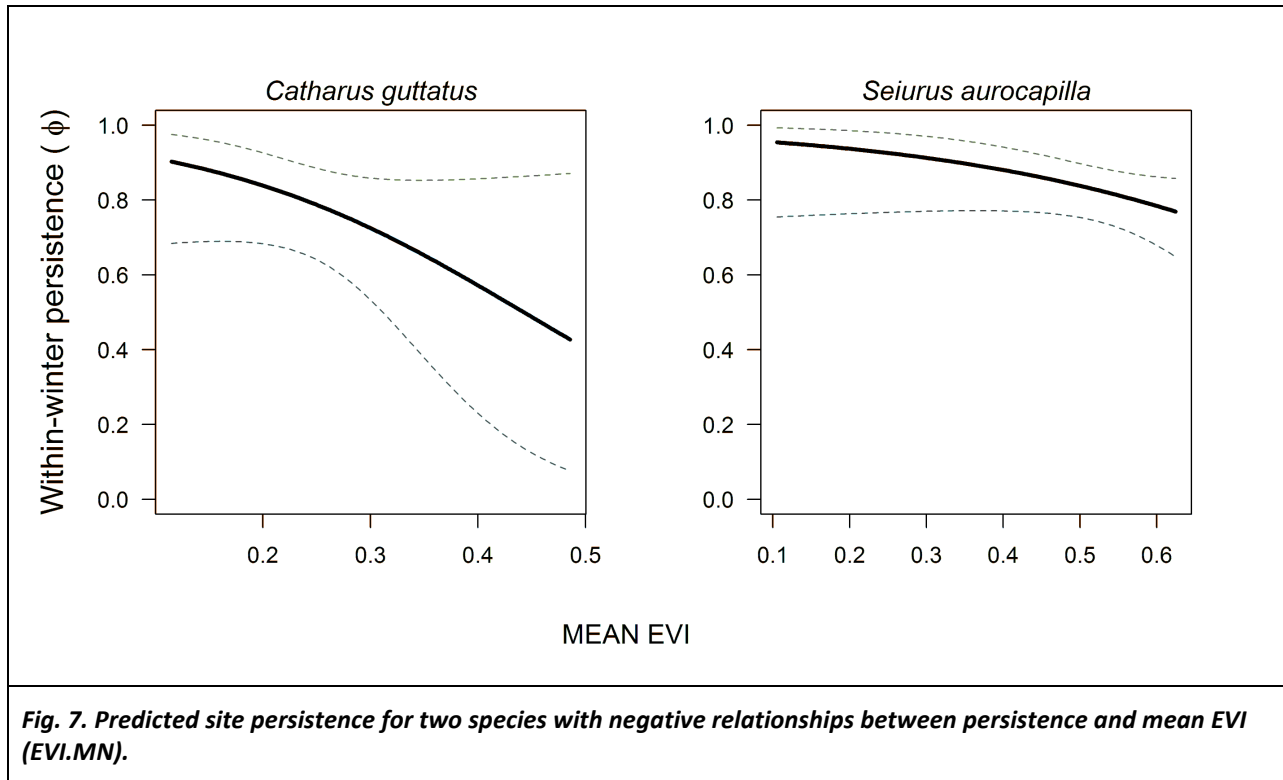 Catharus guttatus
Seiurus aurocapilla
Within-winter persistence ( ϕ)
1.0
0.8
0.6
0.4
0.2
0.0
0.2 0.3 0.4 0.5
1.0
0.8
0.6
0.4
0.2
0.0
0.1 0.2 0.3 0.4 0.5 0.6
MEAN EVI
Fig. 7. Predicted site persistence for two species with negative relationships between persistence and mean EVI
(EVI.MN).